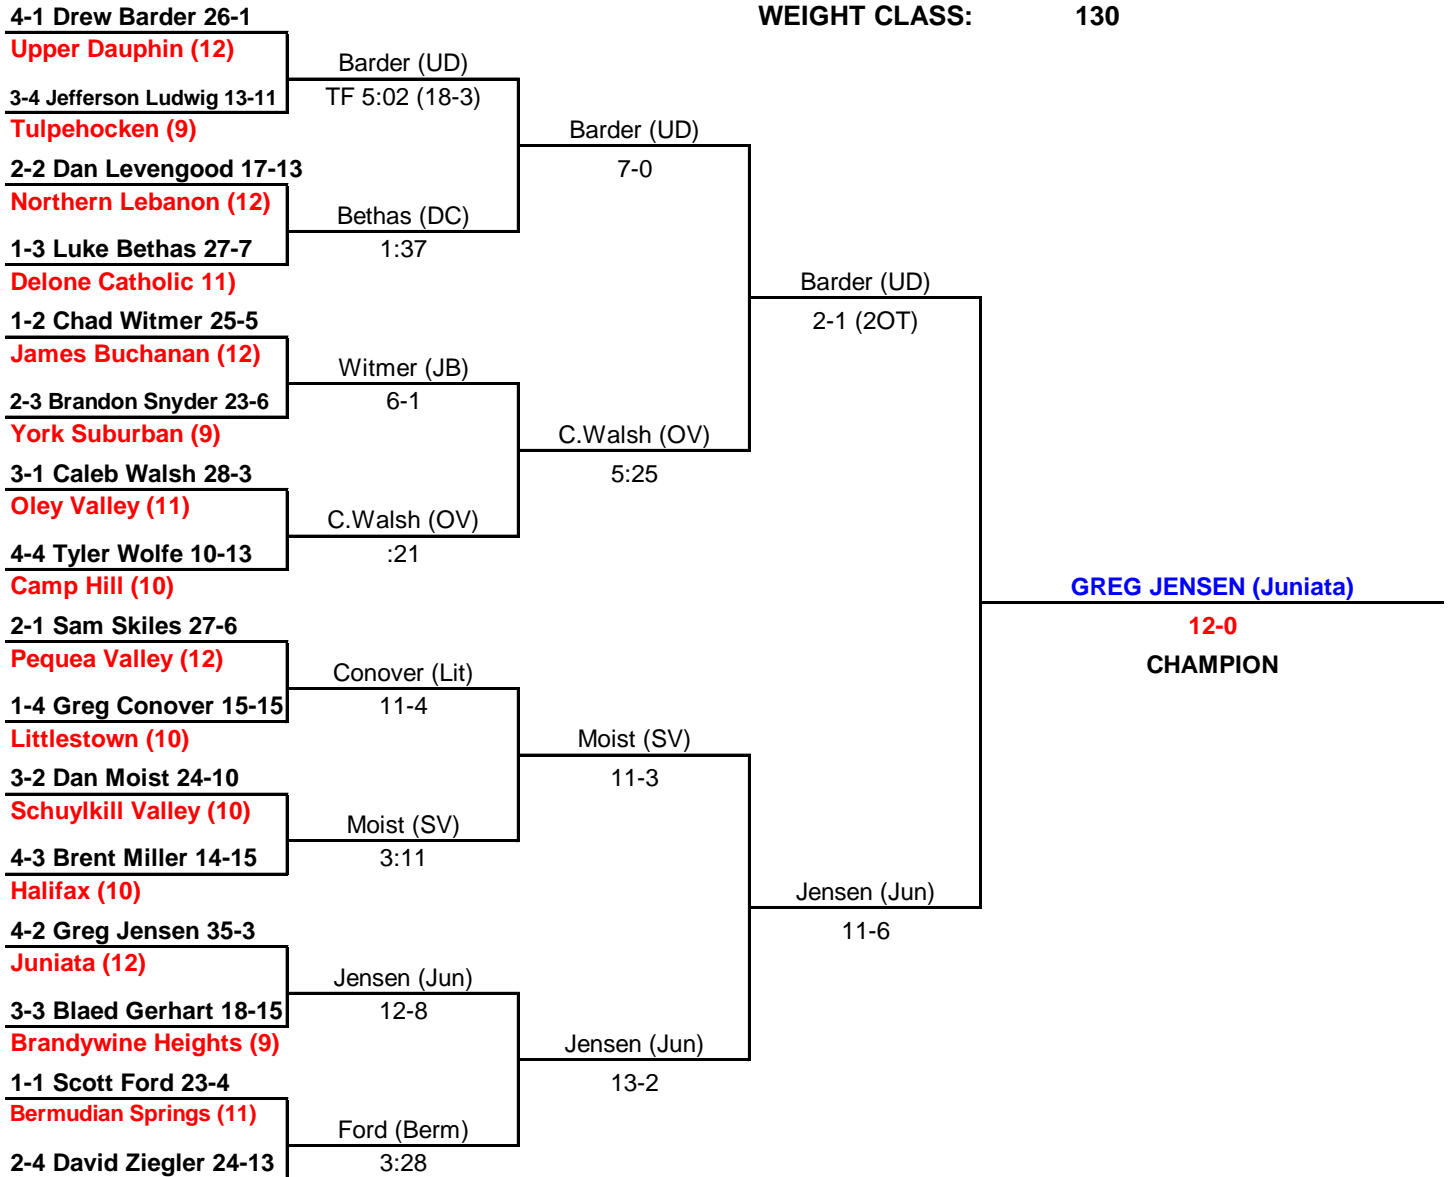 4-1 Drew Barder 26-1
WEIGHT CLASS: 130
Upper Dauphin (12)
Barder (UD)
3-4 Jefferson Ludwig 13-11
TF 5:02 (18-3)
Tulpehocken (9)
Barder (UD)
2-2 Dan Levengood 17-13
7-0
Northern Lebanon (12)
Bethas (DC)
1-3 Luke Bethas 27-7
1:37
Delone Catholic 11)
Barder (UD)
1-2 Chad Witmer 25-5
2-1 (2OT)
James Buchanan (12)
Witmer (JB)
2-3 Brandon Snyder 23-6
6-1
York Suburban (9)
C.Walsh (OV)
3-1 Caleb Walsh 28-3
5:25
Oley Valley (11)
C.Walsh (OV)
4-4 Tyler Wolfe 10-13
:21
Camp Hill (10)
GREG JENSEN (Juniata)
2-1 Sam Skiles 27-6
12-0
Pequea Valley (12)
CHAMPION
Conover (Lit)
1-4 Greg Conover 15-15
11-4
Littlestown (10)
Moist (SV)
3-2 Dan Moist 24-10
11-3
Schuylkill Valley (10)
Moist (SV)
4-3 Brent Miller 14-15
3:11
Halifax (10)
Jensen (Jun)
4-2 Greg Jensen 35-3
11-6
Juniata (12)
Jensen (Jun)
3-3 Blaed Gerhart 18-15
12-8
Brandywine Heights (9)
Jensen (Jun)
1-1 Scott Ford 23-4
13-2
Bermudian Springs (11)
Ford (Berm)
2-4 David Ziegler 24-13
3:28